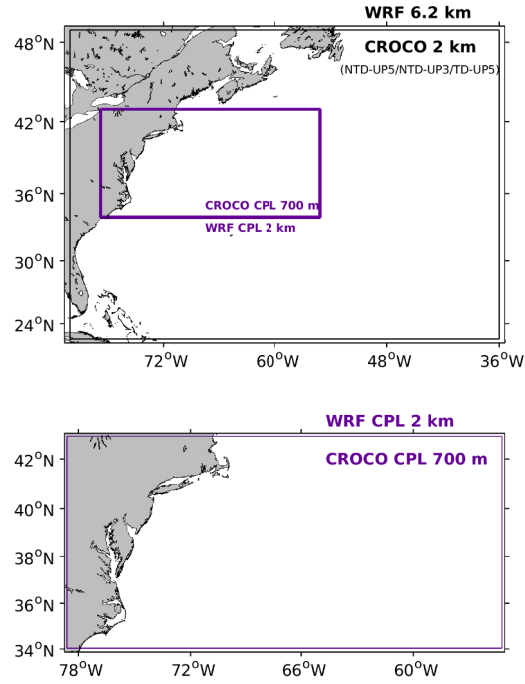 WRF 6.2 km
48°N
CROCO 2 km
(NTD-UP5/NTD-UP3/TD-UP5)
42°N
36°N
CROCO CPL 700 m
WRF CPL 2 km
30°N
24°N
72°W 60°W 48°W 36°W
WRF CPL 2 km
42°N
CROCO CPL 700 m
40°N
38°N
36°N
34°N
78°W 72°W 66°W 60°W